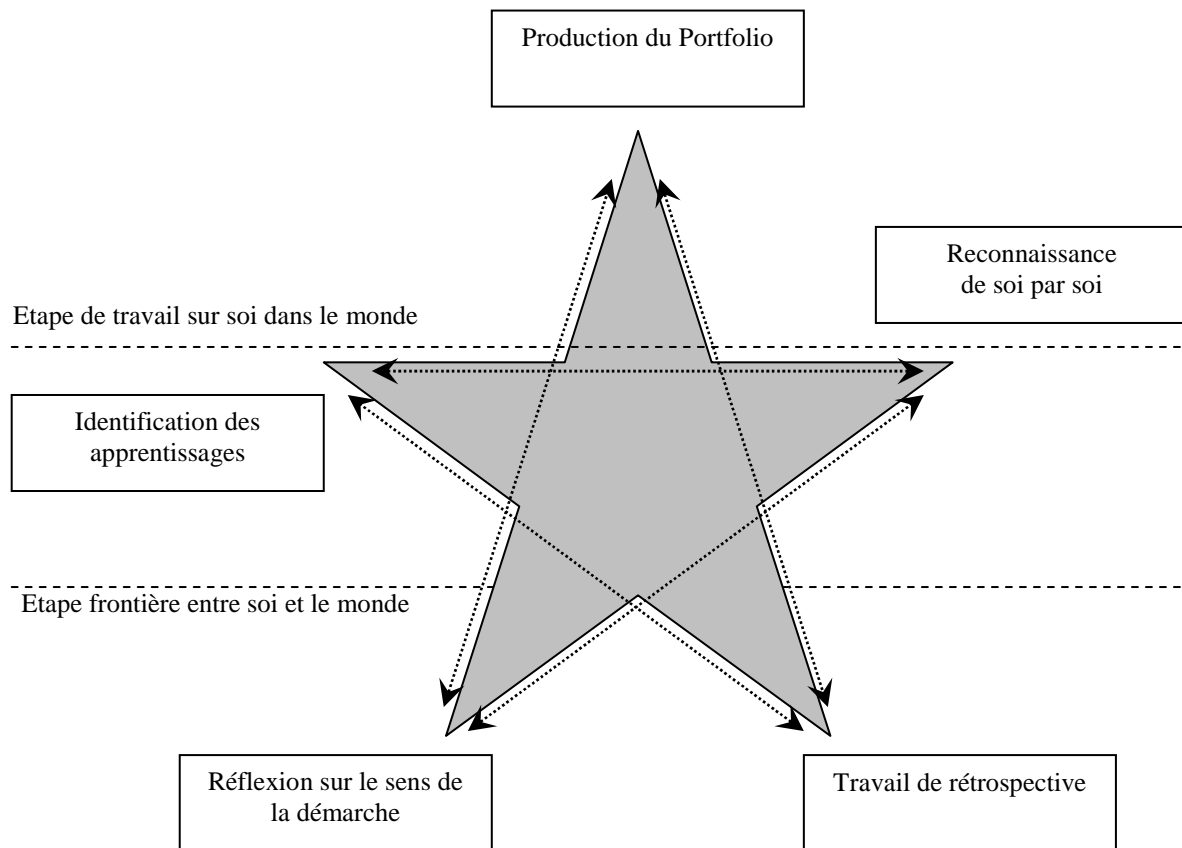 Production du Portfolio
Reconnaissance
de soi par soi
Etape de travail sur soi dans le monde
Identification des
apprentissages
Etape frontière entre soi et le monde
Réflexion sur le sens de
la démarche
Travail de rétrospective